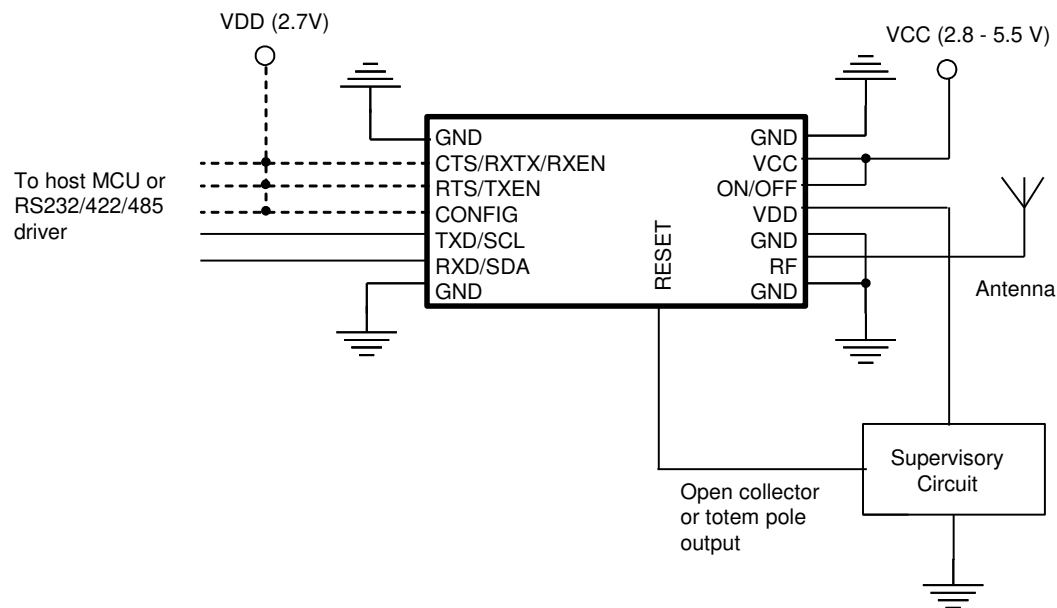 VDD (2.7V)
VCC (2.8 - 5.5 V)
To host MCU or
RS232/422/485
driver
GND
CTS/RXTX/RXEN
RTS/TXEN
CONFIG
TXD/SCL
RXD/SDA
GND
RESET
GND
VCC
ON/OFF
VDD
GND
RF
GND
Antenna
Supervisory
Circuit
Open collector
or totem pole
output